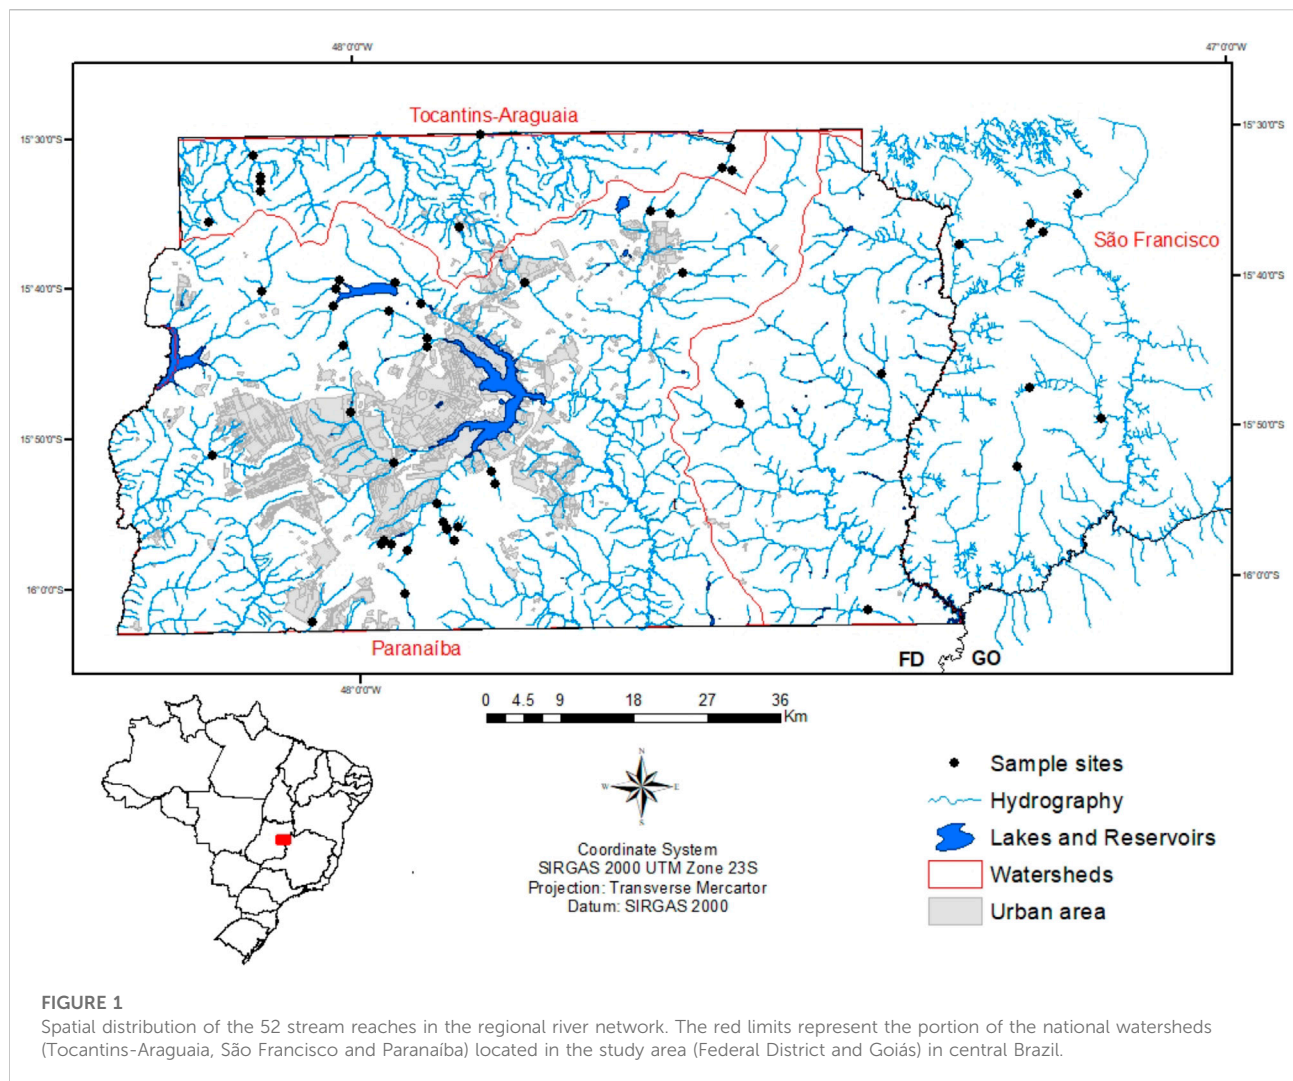 48°0'0"W
47°0'0"W
Tocantins-Araguaia
15°30'0"S
15°30'0"S
São Francisco
15°40'0"S
15°40'0"S
15°50'0"S
15°50'0"S
16°0'0"S
16°0'0"S
Paranaíba
FD
GO
48°0'0"W
0 4.5 9 18 27 36
Km
N
W
E
S
Coordinate System
SIRGAS 2000 UTM Zone 23S
Projection: Transverse Mercartor
Datum: SIRGAS 2000
Sample sites
Hydrography
Lakes and Reservoirs
Watersheds
Urban area
FIGURE 1
Spatial distribution of the 52 stream reaches in the regional river network. The red limits represent the portion of the national watersheds
(Tocantins-Araguaia, São Francisco and Paranaíba) located in the study area (Federal District and Goiás) in central Brazil.